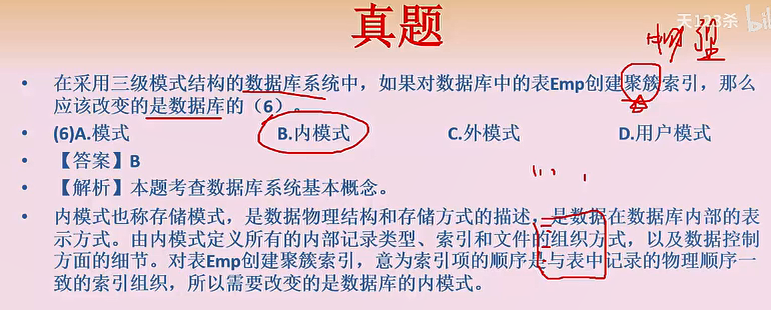 真题
天123杀 bili
物理
• 在采用三级模式结构的数据库系统中，如果对数据库中的表Emp创建聚簇索引，那么
应该改变的是数据库的（6）。
• (6)A.模式 B.内模式 C.外模式 D.用户模式
• 【答案】B
• 【解析】本题考查数据库系统基本概念。
• 内模式也称存储模式，是数据物理结构和存储方式的描述，是数据在数据库内部的表
示方式。由内模式定义所有的内部记录类型、索引和文件的组织方式，以及数据控制
方面的细节。对表Emp创建聚簇索引，意为索引项的顺序是与表中记录的物理顺序一
致的索引组织，所以需要改变的是数据库的内模式。